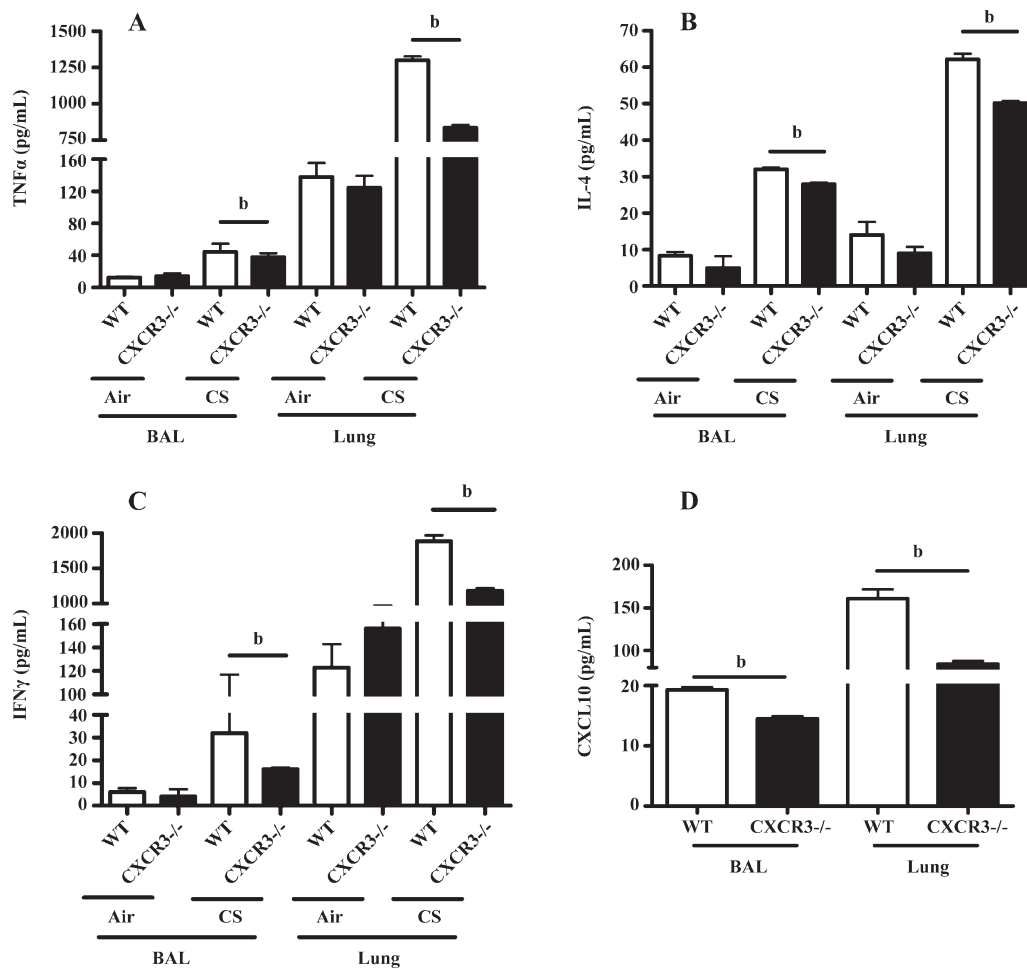 A
TNFα (pg/mL)
1500
1250
1000
750
160
120
80
40
0
b
b
WT
CXCR3-/-
WT
CXCR3-/-
WT
CXCR3-/-
WT
CXCR3-/-
Air
CS
Air
CS
BAL
Lung
B
IL-4 (pg/mL)
70
60
50
40
30
20
10
0
b
b
WT
CXCR3-/-
WT
CXCR3-/-
WT
CXCR3-/-
WT
CXCR3-/-
Air
CS
Air
CS
BAL
Lung
C
IFNγ (pg/mL)
2000
1500
1000
160
140
120
100
40
30
20
10
0
b
b
WT
CXCR3-/-
WT
CXCR3-/-
WT
CXCR3-/-
WT
CXCR3-/-
Air
CS
Air
CS
BAL
Lung
D
CXCL10 (pg/mL)
200
150
100
50
20
10
0
b
b
WT
CXCR3-/-
WT
CXCR3-/-
BAL
Lung